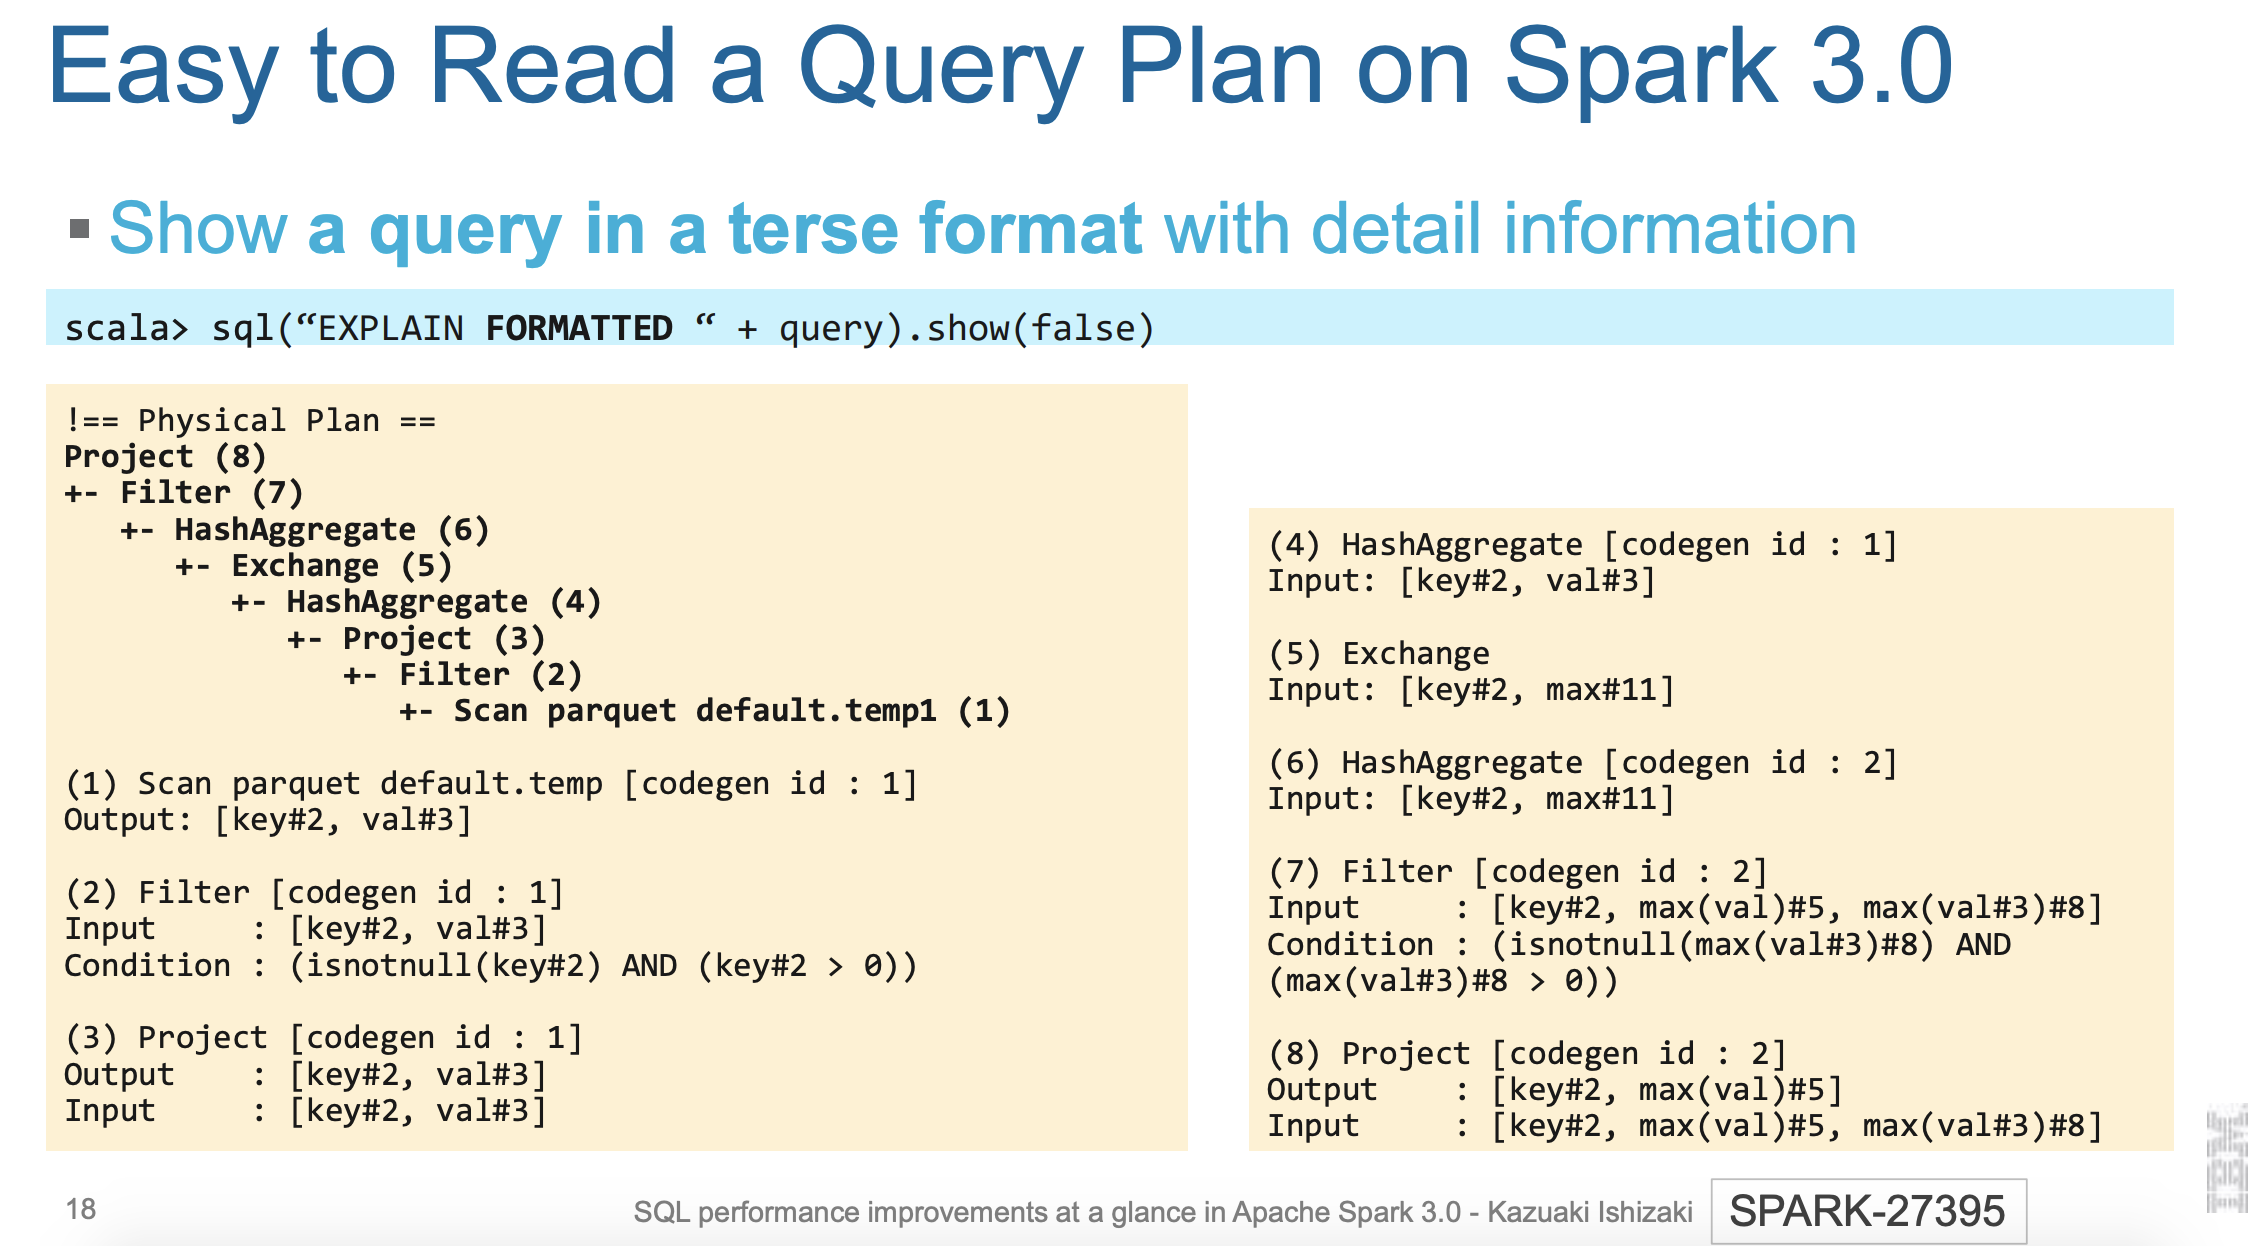 Easy to Read a Query Plan on Spark 3.0
▪ Show a query in a terse format with detail information
scala> sql(“EXPLAIN FORMATTED “ + query).show(false)
!== Physical Plan ==
Project (8)
+- Filter (7)
   +- HashAggregate (6)
      +- Exchange (5)
         +- HashAggregate (4)
            +- Project (3)
               +- Filter (2)
                  +- Scan parquet default.temp1 (1)

(1) Scan parquet default.temp [codegen id : 1]
Output: [key#2, val#3]

(2) Filter [codegen id : 1]
Input     : [key#2, val#3]
Condition : (isnotnull(key#2) AND (key#2 > 0))

(3) Project [codegen id : 1]
Output    : [key#2, val#3]
Input     : [key#2, val#3]

(4) HashAggregate [codegen id : 1]
Input: [key#2, val#3]

(5) Exchange
Input: [key#2, max#11]

(6) HashAggregate [codegen id : 2]
Input: [key#2, max#11]

(7) Filter [codegen id : 2]
Input     : [key#2, max(val)#5, max(val#3)#8]
Condition : (isnotnull(max(val#3)#8) AND
(max(val#3)#8 > 0))

(8) Project [codegen id : 2]
Output    : [key#2, max(val)#5]
Input     : [key#2, max(val)#5, max(val#3)#8]
18
SQL performance improvements at a glance in Apache Spark 3.0 - Kazuaki Ishizaki
SPARK-27395